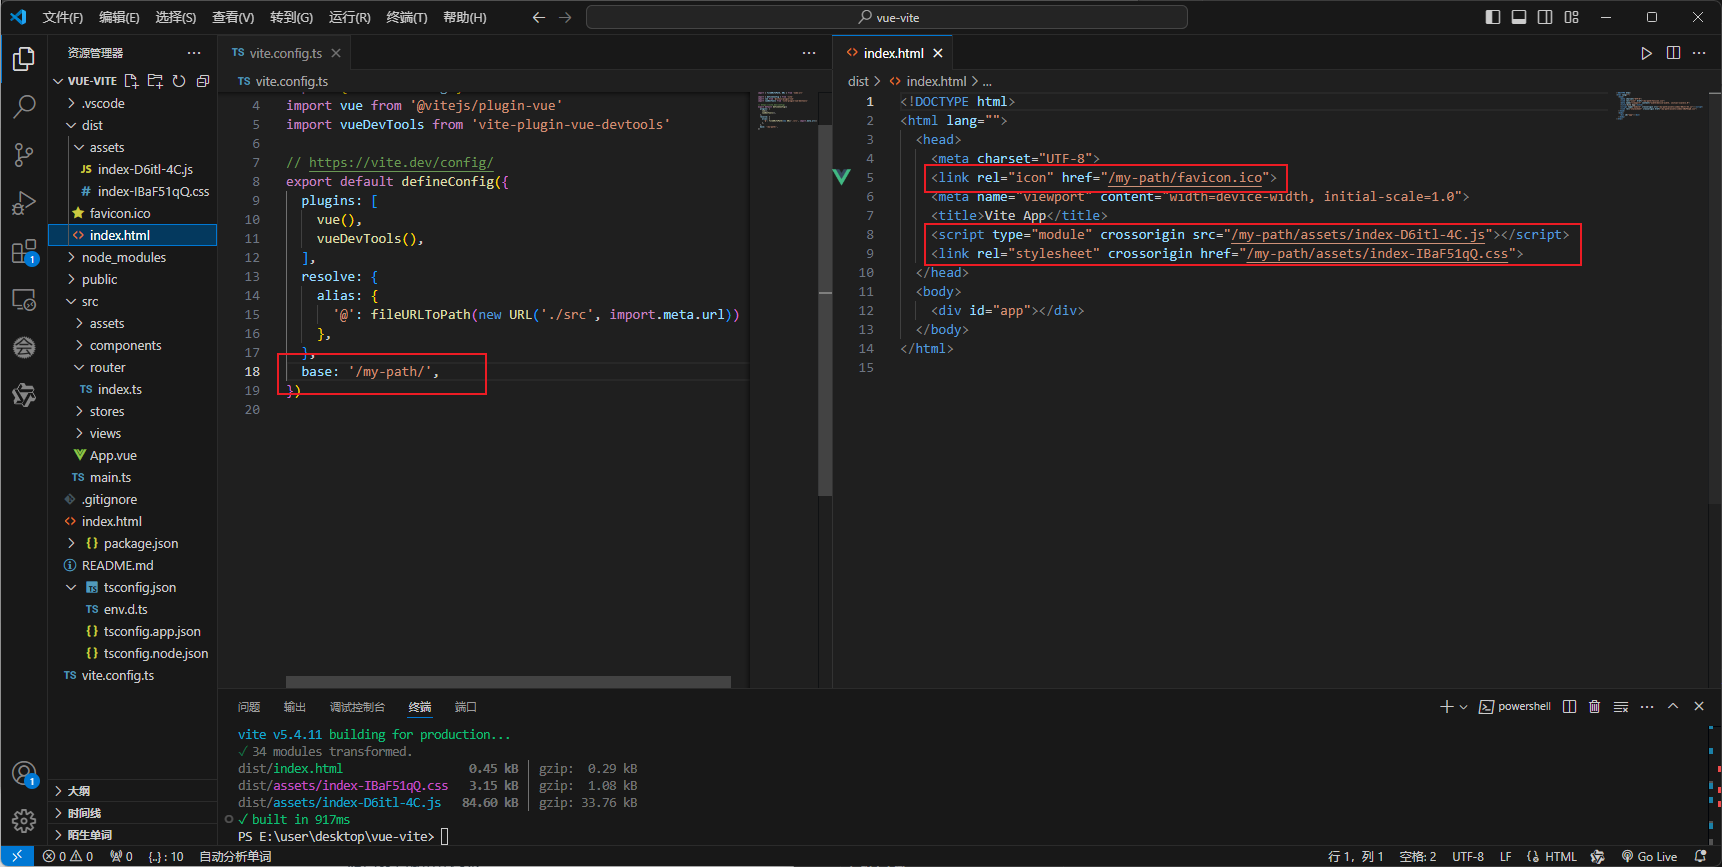 文件(F) 编辑(E) 选择(S) 查看(V) 转到(G) 运行(R) 终端(T) 帮助(H)
vue-vite
资源管理器
VUE-VITE
.vscode
dist
assets
JS index-D6itl-4C.js
# index-IBaF51qQ.css
favicon.ico
index.html
node_modules
public
src
assets
components
router
TS index.ts
stores
views
App.vue
TS main.ts
.gitignore
index.html
package.json
README.md
tsconfig.json
TS env.d.ts
tsconfig.app.json
tsconfig.node.json
TS vite.config.ts
大纲
时间线
陌生单词
1
1
TS vite.config.ts
TS vite.config.ts
4 import vue from '@vitejs/plugin-vue'
5 import vueDevTools from 'vite-plugin-vue-devtools'
6
7 // https://vite.dev/config/
8 export default defineConfig({
9 plugins: [
10 vue(),
11 vueDevTools(),
12 ],
13 resolve: {
14 alias: {
15 '@': fileURLToPath(new URL('./src', import.meta.url))
16 },
17 },
18 base: '/my-path/',
19 })
20
index.html
dist > index.html > ...
1 <!DOCTYPE html>
2 <html lang="">
3 <head>
4 <meta charset="UTF-8">
5 <link rel="icon" href="/my-path/favicon.ico">
6 <meta name="viewport" content="width=device-width, initial-scale=1.0">
7 <title>Vite App</title>
8 <script type="module" crossorigin src="/my-path/assets/index-D6itl-4C.js"></script>
9 <link rel="stylesheet" crossorigin href="/my-path/assets/index-IBaF51qQ.css">
10 </head>
11 <body>
12 <div id="app"></div>
13 </body>
14 </html>
15
问题 输出 调试控制台 终端 端口
powershell
vite v5.4.11 building for production...
✓ 34 modules transformed.
dist/index.html 0.45 kB │ gzip: 0.29 kB
dist/assets/index-IBaF51qQ.css 3.15 kB │ gzip: 1.08 kB
dist/assets/index-D6itl-4C.js 84.60 kB │ gzip: 33.76 kB
✓ built in 917ms
PS E:\user\desktop\vue-vite>
0 0 0 {..} : 10 自动分析单词
行 1, 列 1 空格: 2 UTF-8 LF HTML Go Live